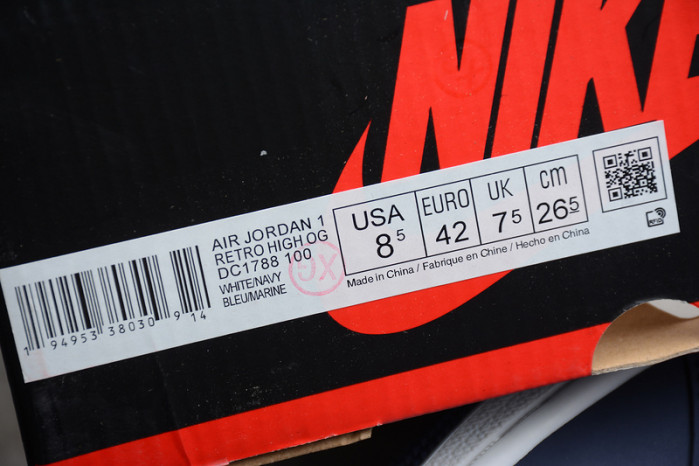 NIKE
AIR JORDAN 1
RETRO HIGH OG
DC1788 100
WHITE/NAVY
BLEU/MARINE
1 94953 38030 9 14
USA
8 5
EURO
42
UK
7 5
cm
26 5
Made in China / Fabriqué en Chine / Hecho en China